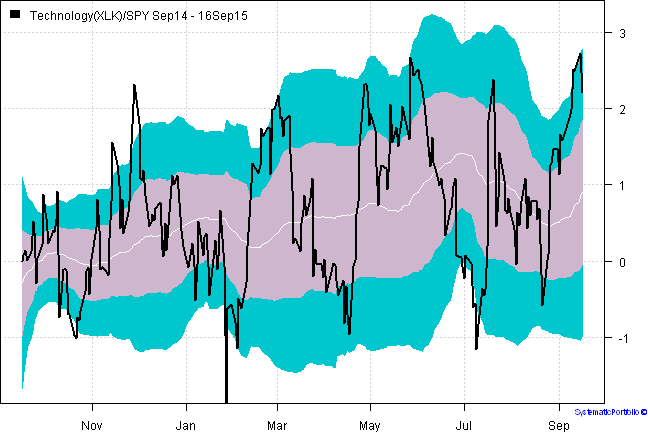 Technology(XLK)/SPY Sep14 - 16Sep15
3
2
1
0
-1
Nov Jan Mar May Jul Sep
SystematicPortfolio ©